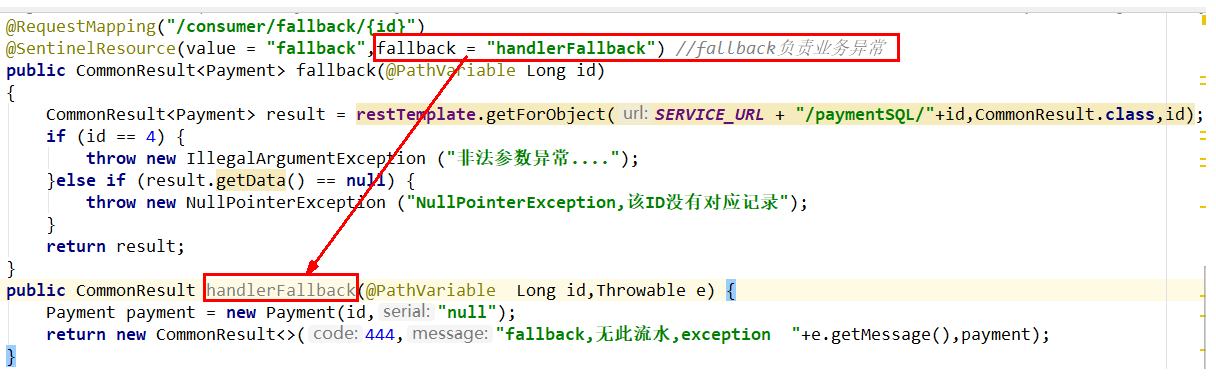 @RequestMapping("/consumer/fallback/{id}")
@SentinelResource(value = "fallback",fallback = "handlerFallback") //fallback负责业务异常
public CommonResult<Payment> fallback(@PathVariable Long id)
{
CommonResult<Payment> result = restTemplate.getForObject( url: SERVICE_URL + "/paymentSQL/"+id,CommonResult.class,id);
if (id == 4) {
throw new IllegalArgumentException ("非法参数异常....");
}else if (result.getData() == null) {
throw new NullPointerException ("NullPointerException,该ID没有对应记录");
}
return result;
}
public CommonResult handlerFallback(@PathVariable  Long id,Throwable e) {
Payment payment = new Payment(id, serial: "null");
return new CommonResult<>( code: 444, message: "fallback,无此流水,exception  "+e.getMessage(),payment);
}